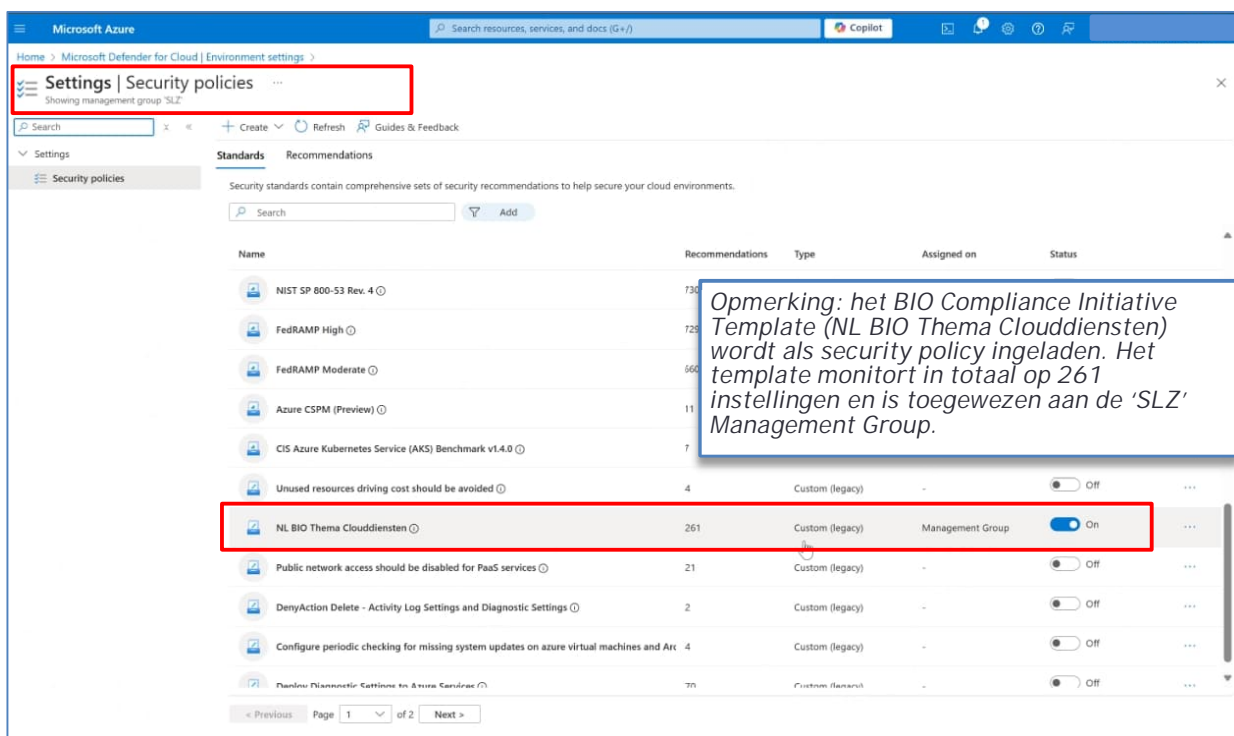 Microsoft Azure
Search resources, services, and docs (G+/)
Copilot
1
Home > Microsoft Defender for Cloud | Environment settings >
Settings | Security policies ...
Showing management group 'SLZ'
Search
Create
Refresh
Guides & Feedback
Settings
Security policies
Standards
Recommendations
Security standards contain comprehensive sets of security recommendations to help secure your cloud environments.
Search
Add
Name
Recommendations
Type
Assigned on
Status
NIST SP 800-53 Rev. 4
FedRAMP High
FedRAMP Moderate
660
Azure CSPM (Preview)
11
CIS Azure Kubernetes Service (AKS) Benchmark v1.4.0
Opmerking: het BIO Compliance Initiative
Template (NL BIO Thema Clouddiensten)
wordt als security policy ingeladen. Het
template monitort in totaal op 261
instellingen en is toegewezen aan de 'SLZ'
Management Group.
Unused resources driving cost should be avoided
4
Custom (legacy)
-
Off
...
NL BIO Thema Clouddiensten
261
Custom (legacy)
Management Group
On
...
Public network access should be disabled for PaaS services
21
Custom (legacy)
-
Off
...
DenyAction Delete - Activity Log Settings and Diagnostic Settings
2
Custom (legacy)
-
Off
...
Configure periodic checking for missing system updates on azure virtual machines and Arc
4
Custom (legacy)
-
Off
...
Deploy Diagnostic Settings to Azure Services
70
Custom (legacy)
-
Off
...
< Previous
Page
1
of 2
Next >